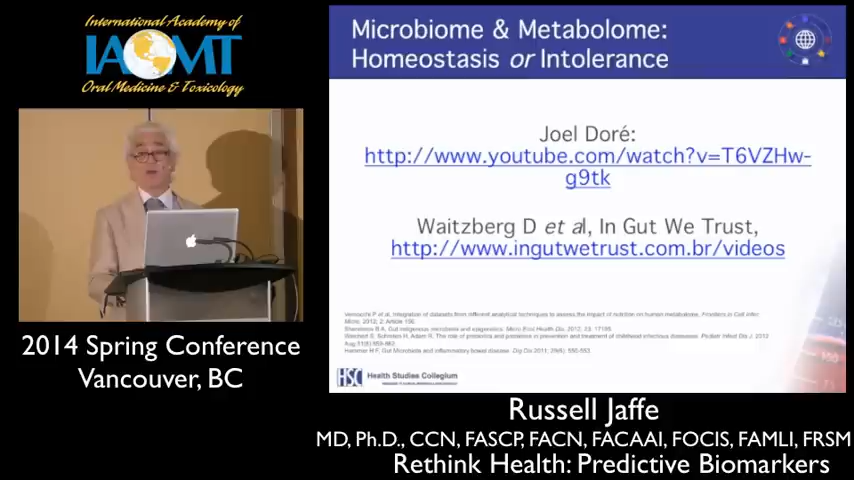 International Academy of
IAOMT
Oral Medicine & Toxicology
Microbiome & Metabolome:
Homeostasis or Intolerance
Joel Doré:
http://www.youtube.com/watch?v=T6VZHw-
g9tk
Waitzberg D et al, In Gut We Trust,
http://www.ingutwetrust.com.br/videos
HSC Health Studies Collegium
2014 Spring Conference
Vancouver, BC
Russell Jaffe
MD, Ph.D., CCN, FASCP, FACN, FACAAI, FOCIS, FAMLI, FRSM
Rethink Health: Predictive Biomarkers